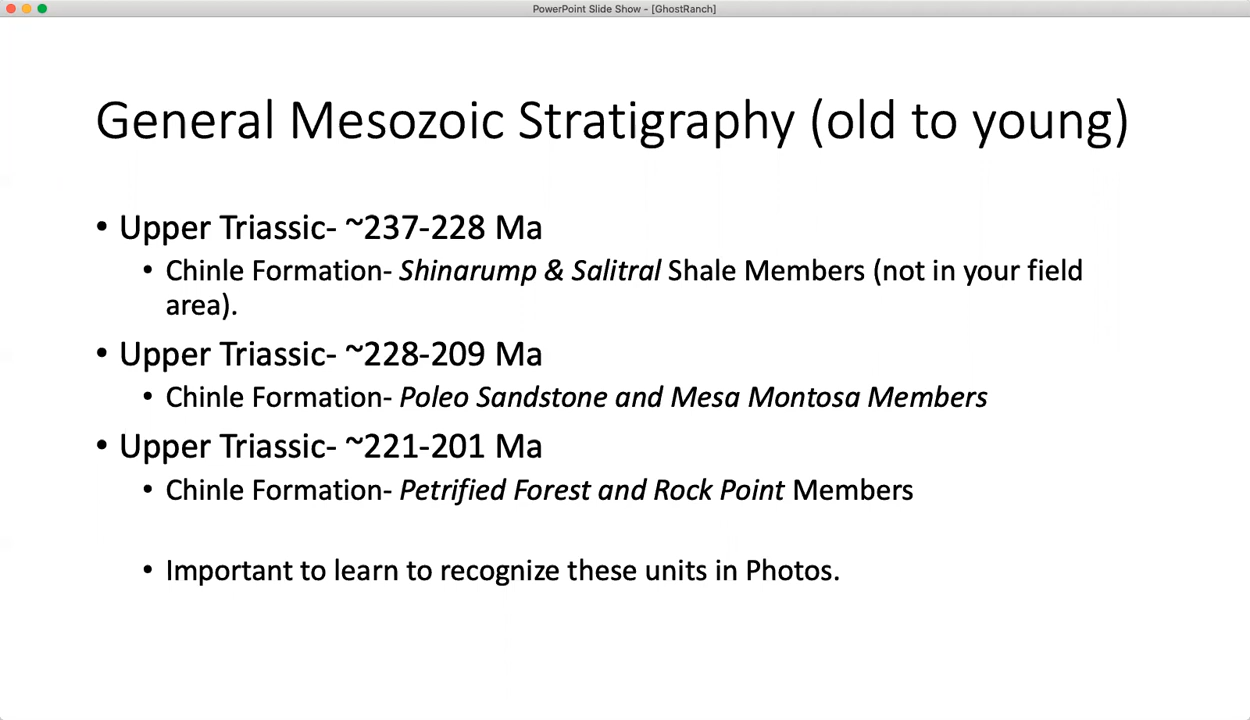 PowerPoint Slide Show - [GhostRanch]
General Mesozoic Stratigraphy (old to young)
• Upper Triassic- ~237-228 Ma
• Chinle Formation- Shinarump & Salitral Shale Members (not in your field
area).
• Upper Triassic- ~228-209 Ma
• Chinle Formation- Poleo Sandstone and Mesa Montosa Members
• Upper Triassic- ~221-201 Ma
• Chinle Formation- Petrified Forest and Rock Point Members
• Important to learn to recognize these units in Photos.